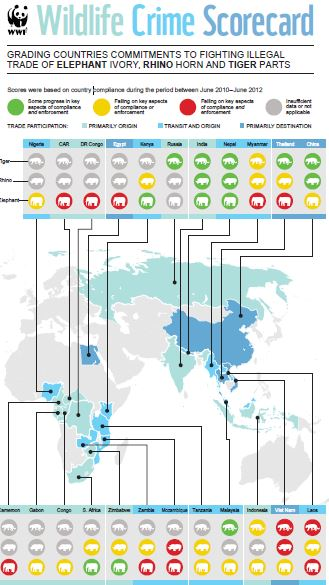 WWF
Wildlife Crime Scorecard
GRADING COUNTRIES COMMITMENTS TO FIGHTING ILLEGAL
TRADE OF ELEPHANT IVORY, RHINO HORN AND TIGER PARTS
Scores were based on country compliance during the period between June 2010–June 2012
Some progress in key aspects of compliance and enforcement
Failing on key aspects of compliance or enforcement
Failing on key aspects of compliance and enforcement
Insufficient data or not applicable
TRADE PARTICIPATION: PRIMARILY ORIGIN TRANSIT AND ORIGIN PRIMARILY DESTINATION
Nigeria CAR DR Congo Egypt Kenya Russia India Nepal Myanmar Thailand China
Tiger
Rhino
Elephant
Cameroon Gabon Congo S. Africa Zimbabwe Zambia Mozambique Tanzania Malaysia Indonesia Viet Nam Laos